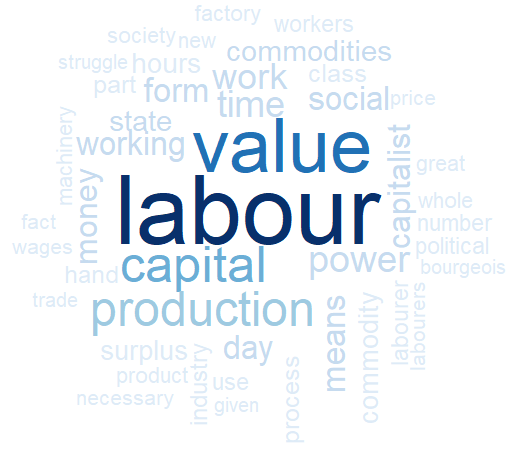 factory
society new workers
commodities
struggle hours work class
part form time social price
state
working value
machinery
money
labour
capitalist
great
whole
number
political
bourgeois
fact
wages
hand
capital power
trade production
surplus day means
commodity
labourer
labourers
product use
necessary given
industry
process